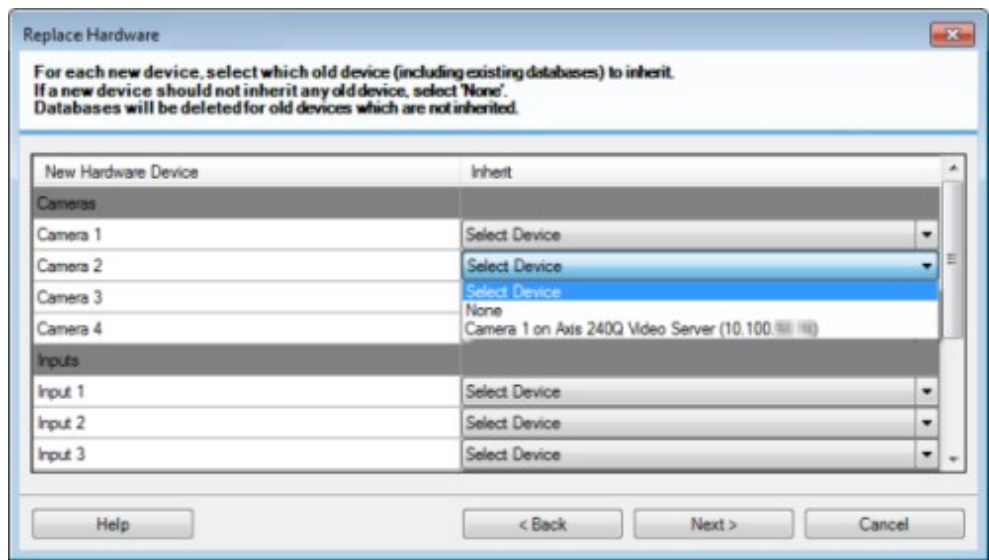 Replace Hardware
For each new device, select which old device (including existing databases) to inherit.
If a new device should not inherit any old device, select 'None'.
Databases will be deleted for old devices which are not inherited.
New Hardware Device Inherit
Cameras
Camera 1 Select Device
Camera 2 Select Device
Camera 3 Select Device
None
Camera 4 Camera 1 on Axis 240Q Video Server (10.100.
Inputs
Input 1 Select Device
Input 2 Select Device
Input 3 Select Device
Help < Back Next > Cancel